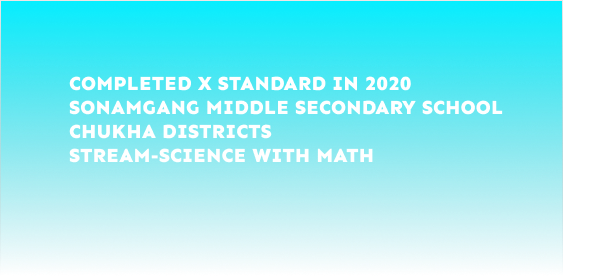 COMPLETED X STANDARD IN 2020
SONAMGANG MIDDLE SECONDARY SCHOOL
CHUKHA DISTRICTS
STREAM-SCIENCE WITH MATH